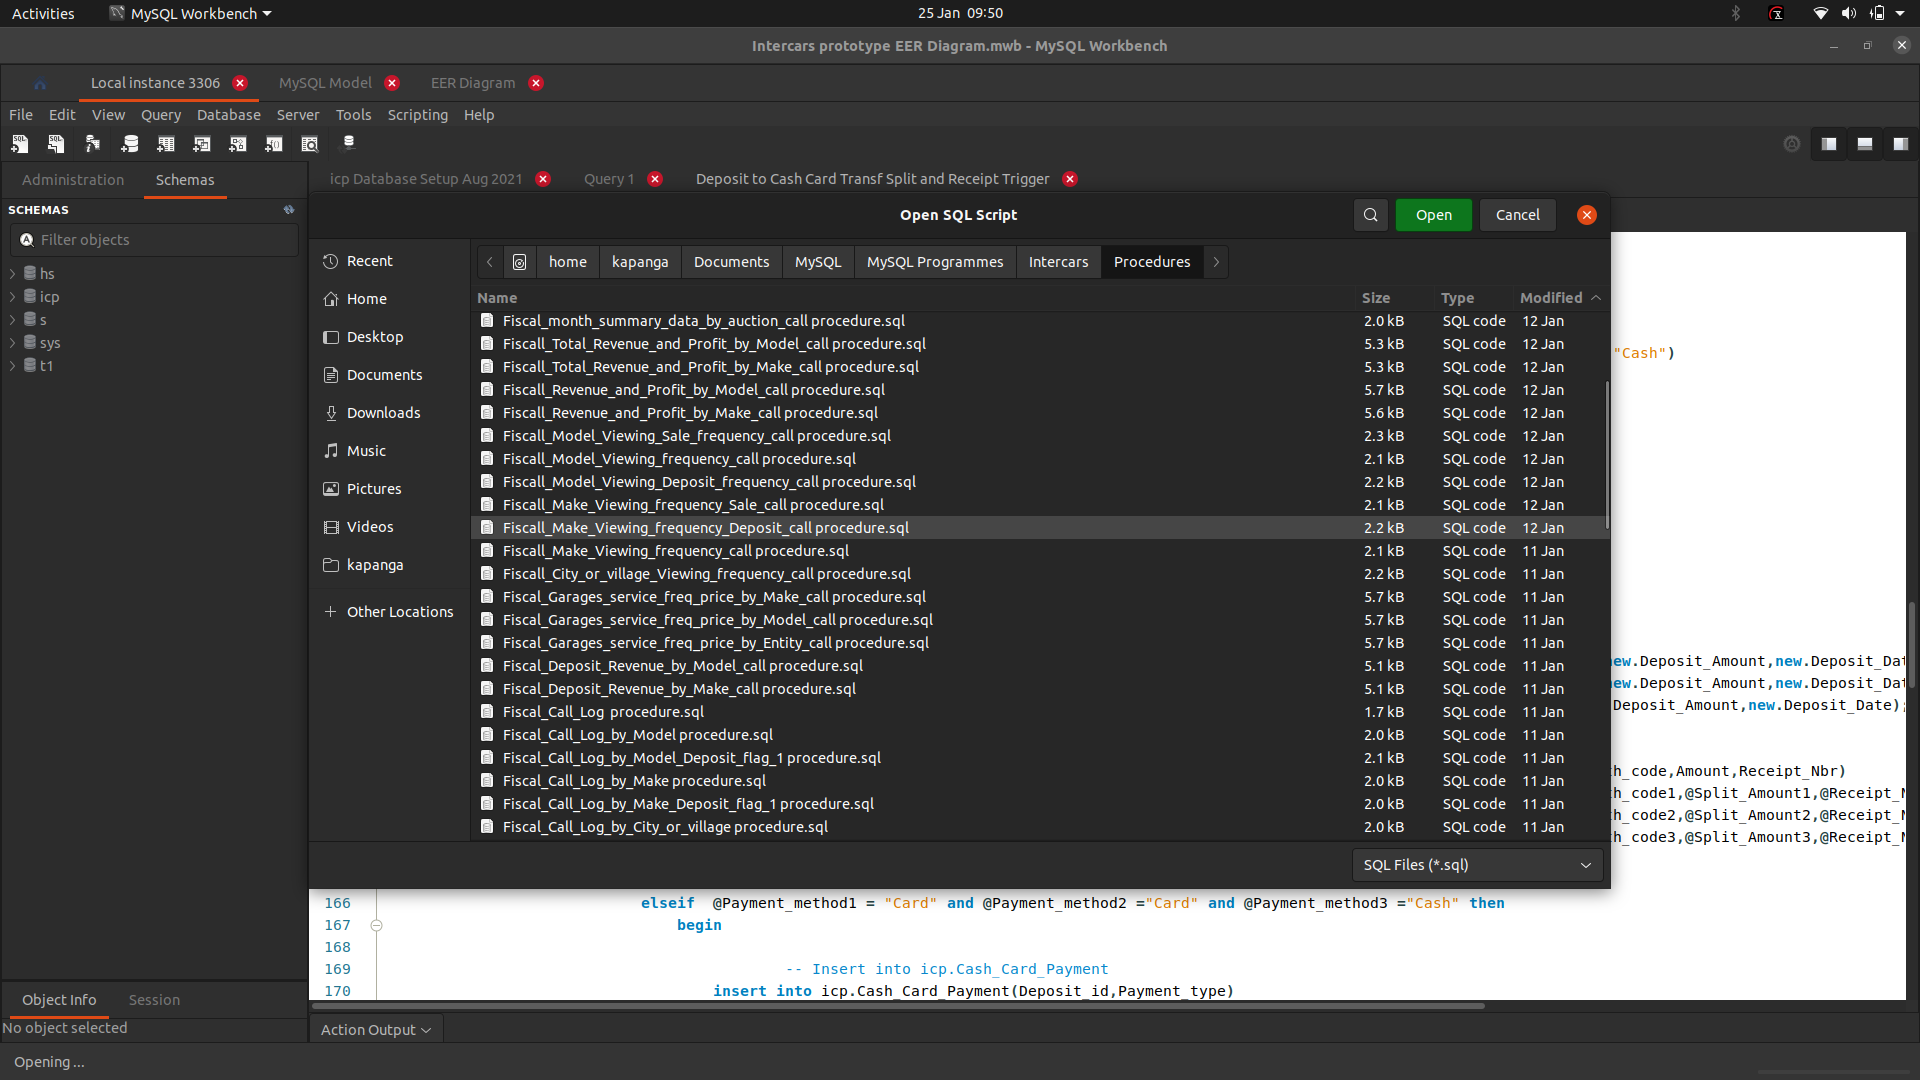 Activities MySQL Workbench 25 Jan 09:50
Intercars prototype EER Diagram.mwb - MySQL Workbench
Local instance 3306 MySQL Model EER Diagram
File Edit View Query Database Server Tools Scripting Help
Administration Schemas
icp Database Setup Aug 2021 Query 1 Deposit to Cash Card Transf Split and Receipt Trigger
SCHEMAS
Filter objects
hs
icp
s
sys
t1
Open SQL Script Open Cancel
Recent
Home
Desktop
Documents
Downloads
Music
Pictures
Videos
kapanga
Other Locations
home kapanga Documents MySQL MySQL Programmes Intercars Procedures
Name Size Type Modified
Fiscal_month_summary_data_by_auction_call procedure.sql 2.0 kB SQL code 12 Jan
Fiscall_Total_Revenue_and_Profit_by_Model_call procedure.sql 5.3 kB SQL code 12 Jan
Fiscall_Total_Revenue_and_Profit_by_Make_call procedure.sql 5.3 kB SQL code 12 Jan
Fiscall_Revenue_and_Profit_by_Model_call procedure.sql 5.7 kB SQL code 12 Jan
Fiscall_Revenue_and_Profit_by_Make_call procedure.sql 5.6 kB SQL code 12 Jan
Fiscall_Model_Viewing_Sale_frequency_call procedure.sql 2.3 kB SQL code 12 Jan
Fiscall_Model_Viewing_frequency_call procedure.sql 2.1 kB SQL code 12 Jan
Fiscall_Model_Viewing_Deposit_frequency_call procedure.sql 2.2 kB SQL code 12 Jan
Fiscall_Make_Viewing_frequency_Sale_call procedure.sql 2.1 kB SQL code 12 Jan
Fiscall_Make_Viewing_frequency_Deposit_call procedure.sql 2.2 kB SQL code 12 Jan
Fiscall_Make_Viewing_frequency_call procedure.sql 2.1 kB SQL code 11 Jan
Fiscall_City_or_village_Viewing_frequency_call procedure.sql 2.2 kB SQL code 11 Jan
Fiscal_Garages_service_freq_price_by_Make_call procedure.sql 5.7 kB SQL code 11 Jan
Fiscal_Garages_service_freq_price_by_Model_call procedure.sql 5.7 kB SQL code 11 Jan
Fiscal_Garages_service_freq_price_by_Entity_call procedure.sql 5.7 kB SQL code 11 Jan
Fiscal_Deposit_Revenue_by_Model_call procedure.sql 5.1 kB SQL code 11 Jan
Fiscal_Deposit_Revenue_by_Make_call procedure.sql 5.1 kB SQL code 11 Jan
Fiscal_Call_Log procedure.sql 1.7 kB SQL code 11 Jan
Fiscal_Call_Log_by_Model procedure.sql 2.0 kB SQL code 11 Jan
Fiscal_Call_Log_by_Model_Deposit_flag_1 procedure.sql 2.1 kB SQL code 11 Jan
Fiscal_Call_Log_by_Make procedure.sql 2.0 kB SQL code 11 Jan
Fiscal_Call_Log_by_Make_Deposit_flag_1 procedure.sql 2.0 kB SQL code 11 Jan
Fiscal_Call_Log_by_City_or_village procedure.sql 2.0 kB SQL code 11 Jan
SQL Files (*.sql)
"Cash")
ew.Deposit_Amount,new.Deposit_Dat
ew.Deposit_Amount,new.Deposit_Dat
Deposit_Amount,new.Deposit_Date);
h_code,Amount,Receipt_Nbr)
h_code1,@Split_Amount1,@Receipt_N
h_code2,@Split_Amount2,@Receipt_N
h_code3,@Split_Amount3,@Receipt_N
166 elseif @Payment_method1 = "Card" and @Payment_method2 ="Card" and @Payment_method3 ="Cash" then
167 begin
168
169 -- Insert into icp.Cash_Card_Payment
170 insert into icp.Cash_Card_Payment(Deposit_id,Payment_type)
Object Info Session
No object selected
Action Output
Opening ...